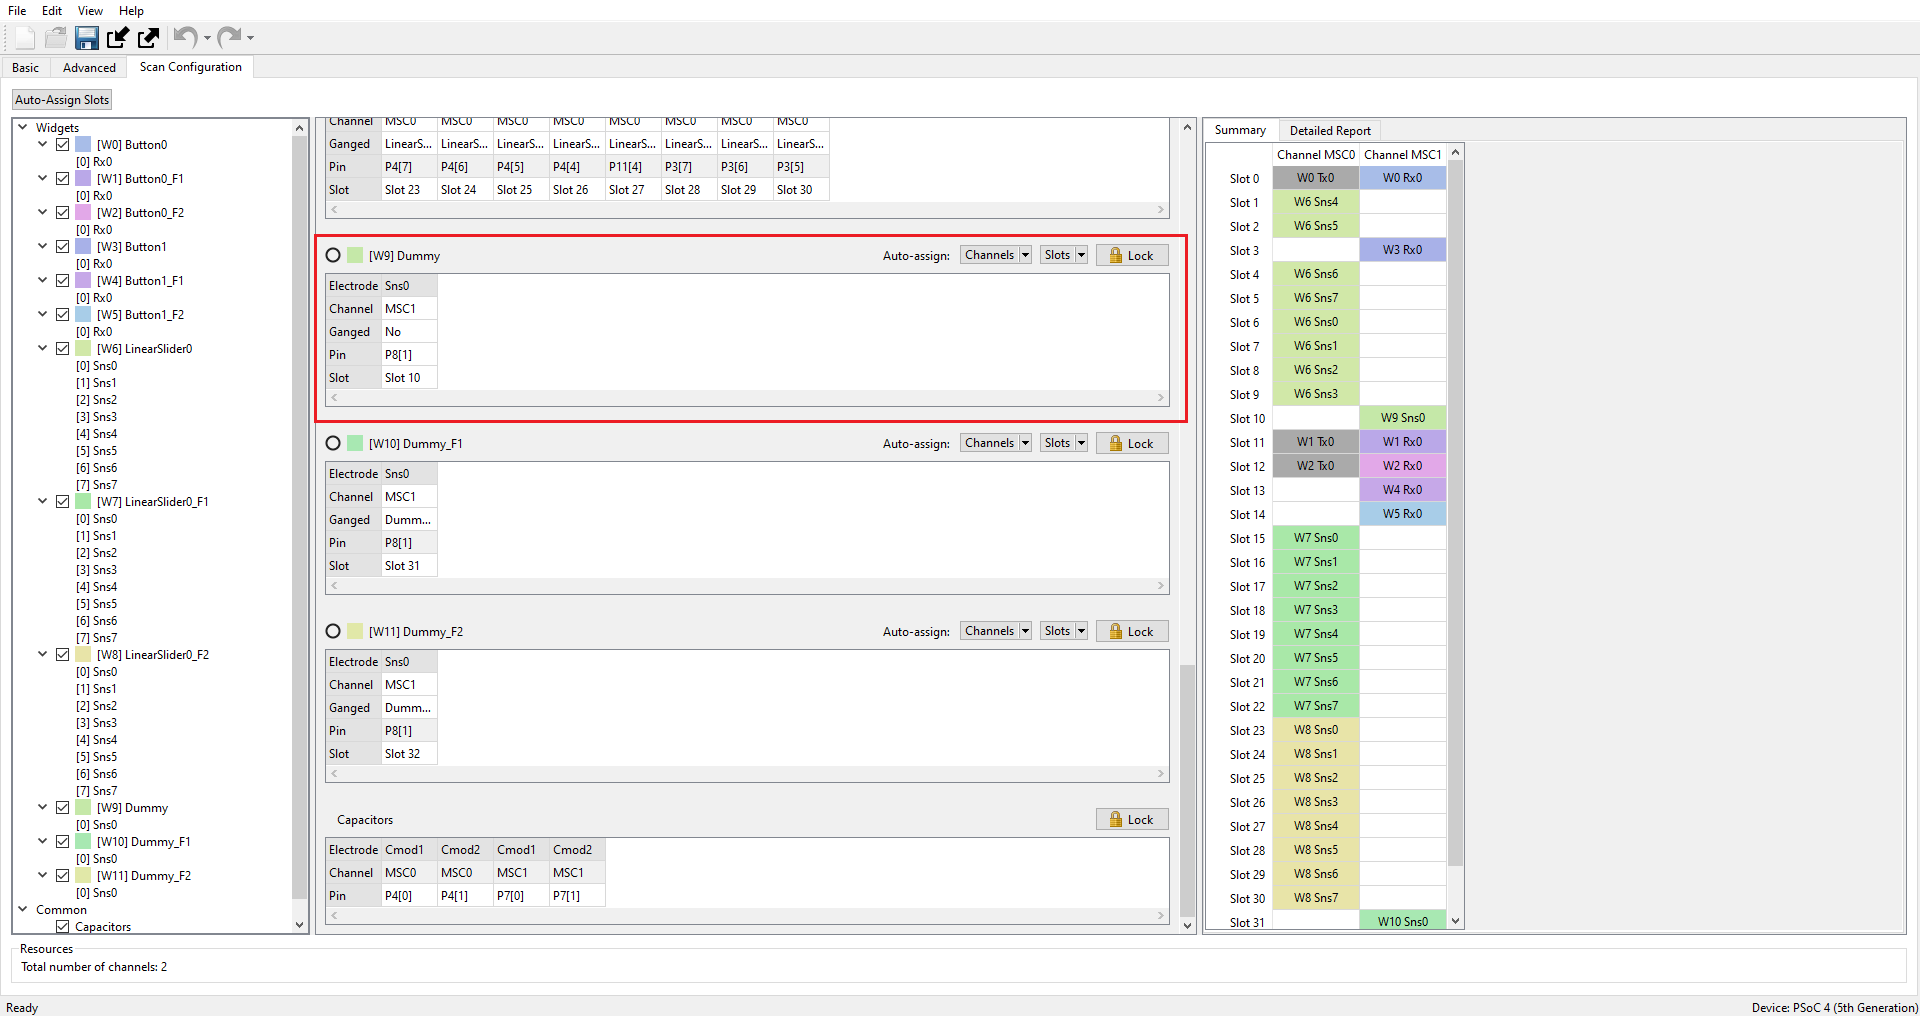 File Edit View Help
Basic Advanced Scan Configuration
Auto-Assign Slots
Widgets
[W0] Button0
[0] Rx0
[W1] Button0_F1
[0] Rx0
[W2] Button0_F2
[0] Rx0
[W3] Button1
[0] Rx0
[W4] Button1_F1
[0] Rx0
[W5] Button1_F2
[0] Rx0
[W6] LinearSlider0
[0] Sns0
[1] Sns1
[2] Sns2
[3] Sns3
[4] Sns4
[5] Sns5
[6] Sns6
[7] Sns7
[W7] LinearSlider0_F1
[0] Sns0
[1] Sns1
[2] Sns2
[3] Sns3
[4] Sns4
[5] Sns5
[6] Sns6
[7] Sns7
[W8] LinearSlider0_F2
[0] Sns0
[1] Sns1
[2] Sns2
[3] Sns3
[4] Sns4
[5] Sns5
[6] Sns6
[7] Sns7
[W9] Dummy
[0] Sns0
[W10] Dummy_F1
[0] Sns0
[W11] Dummy_F2
[0] Sns0
Common
Capacitors
Channel MSC0 MSC0 MSC0 MSC0 MSC0 MSC0 MSC0 MSC0
Ganged LinearS... LinearS... LinearS... LinearS... LinearS... LinearS... LinearS... LinearS...
Pin P4[7] P4[6] P4[5] P4[4] P11[4] P3[7] P3[6] P3[5]
Slot Slot 23 Slot 24 Slot 25 Slot 26 Slot 27 Slot 28 Slot 29 Slot 30
[W9] Dummy Auto-assign: Channels Slots Lock
Electrode Sns0
Channel MSC1
Ganged No
Pin P8[1]
Slot Slot 10
[W10] Dummy_F1 Auto-assign: Channels Slots Lock
Electrode Sns0
Channel MSC1
Ganged Dumm...
Pin P8[1]
Slot Slot 31
[W11] Dummy_F2 Auto-assign: Channels Slots Lock
Electrode Sns0
Channel MSC1
Ganged Dumm...
Pin P8[1]
Slot Slot 32
Capacitors Lock
Electrode Cmod1 Cmod2 Cmod1 Cmod2
Channel MSC0 MSC0 MSC1 MSC1
Pin P4[0] P4[1] P7[0] P7[1]
Summary Detailed Report
Channel MSC0 Channel MSC1
Slot 0 W0 Tx0 W0 Rx0
Slot 1 W6 Sns4
Slot 2 W6 Sns5
Slot 3 W3 Rx0
Slot 4 W6 Sns6
Slot 5 W6 Sns7
Slot 6 W6 Sns0
Slot 7 W6 Sns1
Slot 8 W6 Sns2
Slot 9 W6 Sns3
Slot 10 W9 Sns0
Slot 11 W1 Tx0 W1 Rx0
Slot 12 W2 Tx0 W2 Rx0
Slot 13 W4 Rx0
Slot 14 W5 Rx0
Slot 15 W7 Sns0
Slot 16 W7 Sns1
Slot 17 W7 Sns2
Slot 18 W7 Sns3
Slot 19 W7 Sns4
Slot 20 W7 Sns5
Slot 21 W7 Sns6
Slot 22 W7 Sns7
Slot 23 W8 Sns0
Slot 24 W8 Sns1
Slot 25 W8 Sns2
Slot 26 W8 Sns3
Slot 27 W8 Sns4
Slot 28 W8 Sns5
Slot 29 W8 Sns6
Slot 30 W8 Sns7
Slot 31 W10 Sns0
Resources
Total number of channels: 2
Ready Device: PSoC 4 (5th Generation)